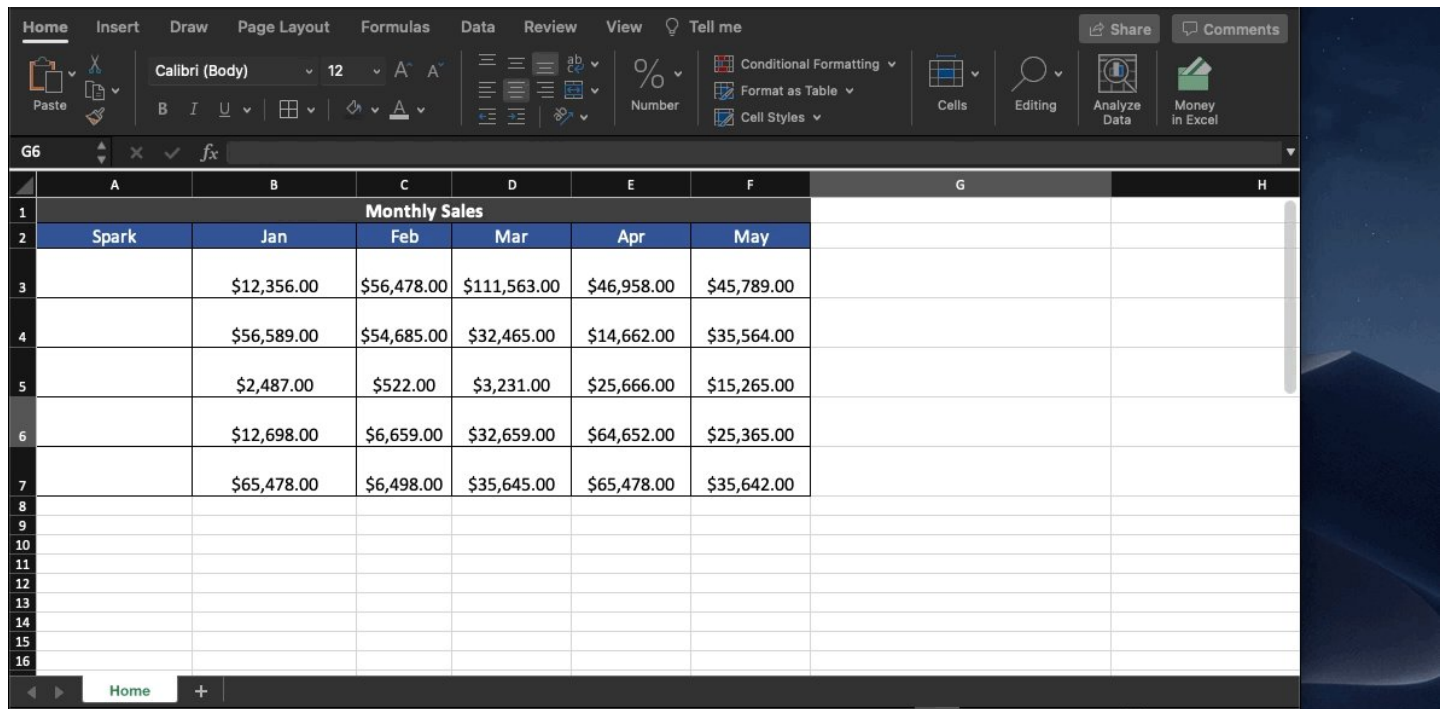 Home Insert Draw Page Layout Formulas Data Review View Tell me Share Comments
Paste Calibri (Body) 12 A A ab Number Conditional Formatting Cells Editing Analyze Data Money in Excel
B I U A Format as Table
Cell Styles
G6 fx
A B C D E F G H
1 Monthly Sales
2 Spark Jan Feb Mar Apr May
3 $12,356.00 $56,478.00 $111,563.00 $46,958.00 $45,789.00
4 $56,589.00 $54,685.00 $32,465.00 $14,662.00 $35,564.00
5 $2,487.00 $522.00 $3,231.00 $25,666.00 $15,265.00
6 $12,698.00 $6,659.00 $32,659.00 $64,652.00 $25,365.00
7 $65,478.00 $6,498.00 $35,645.00 $65,478.00 $35,642.00
8
9
10
11
12
13
14
15
16
Home +